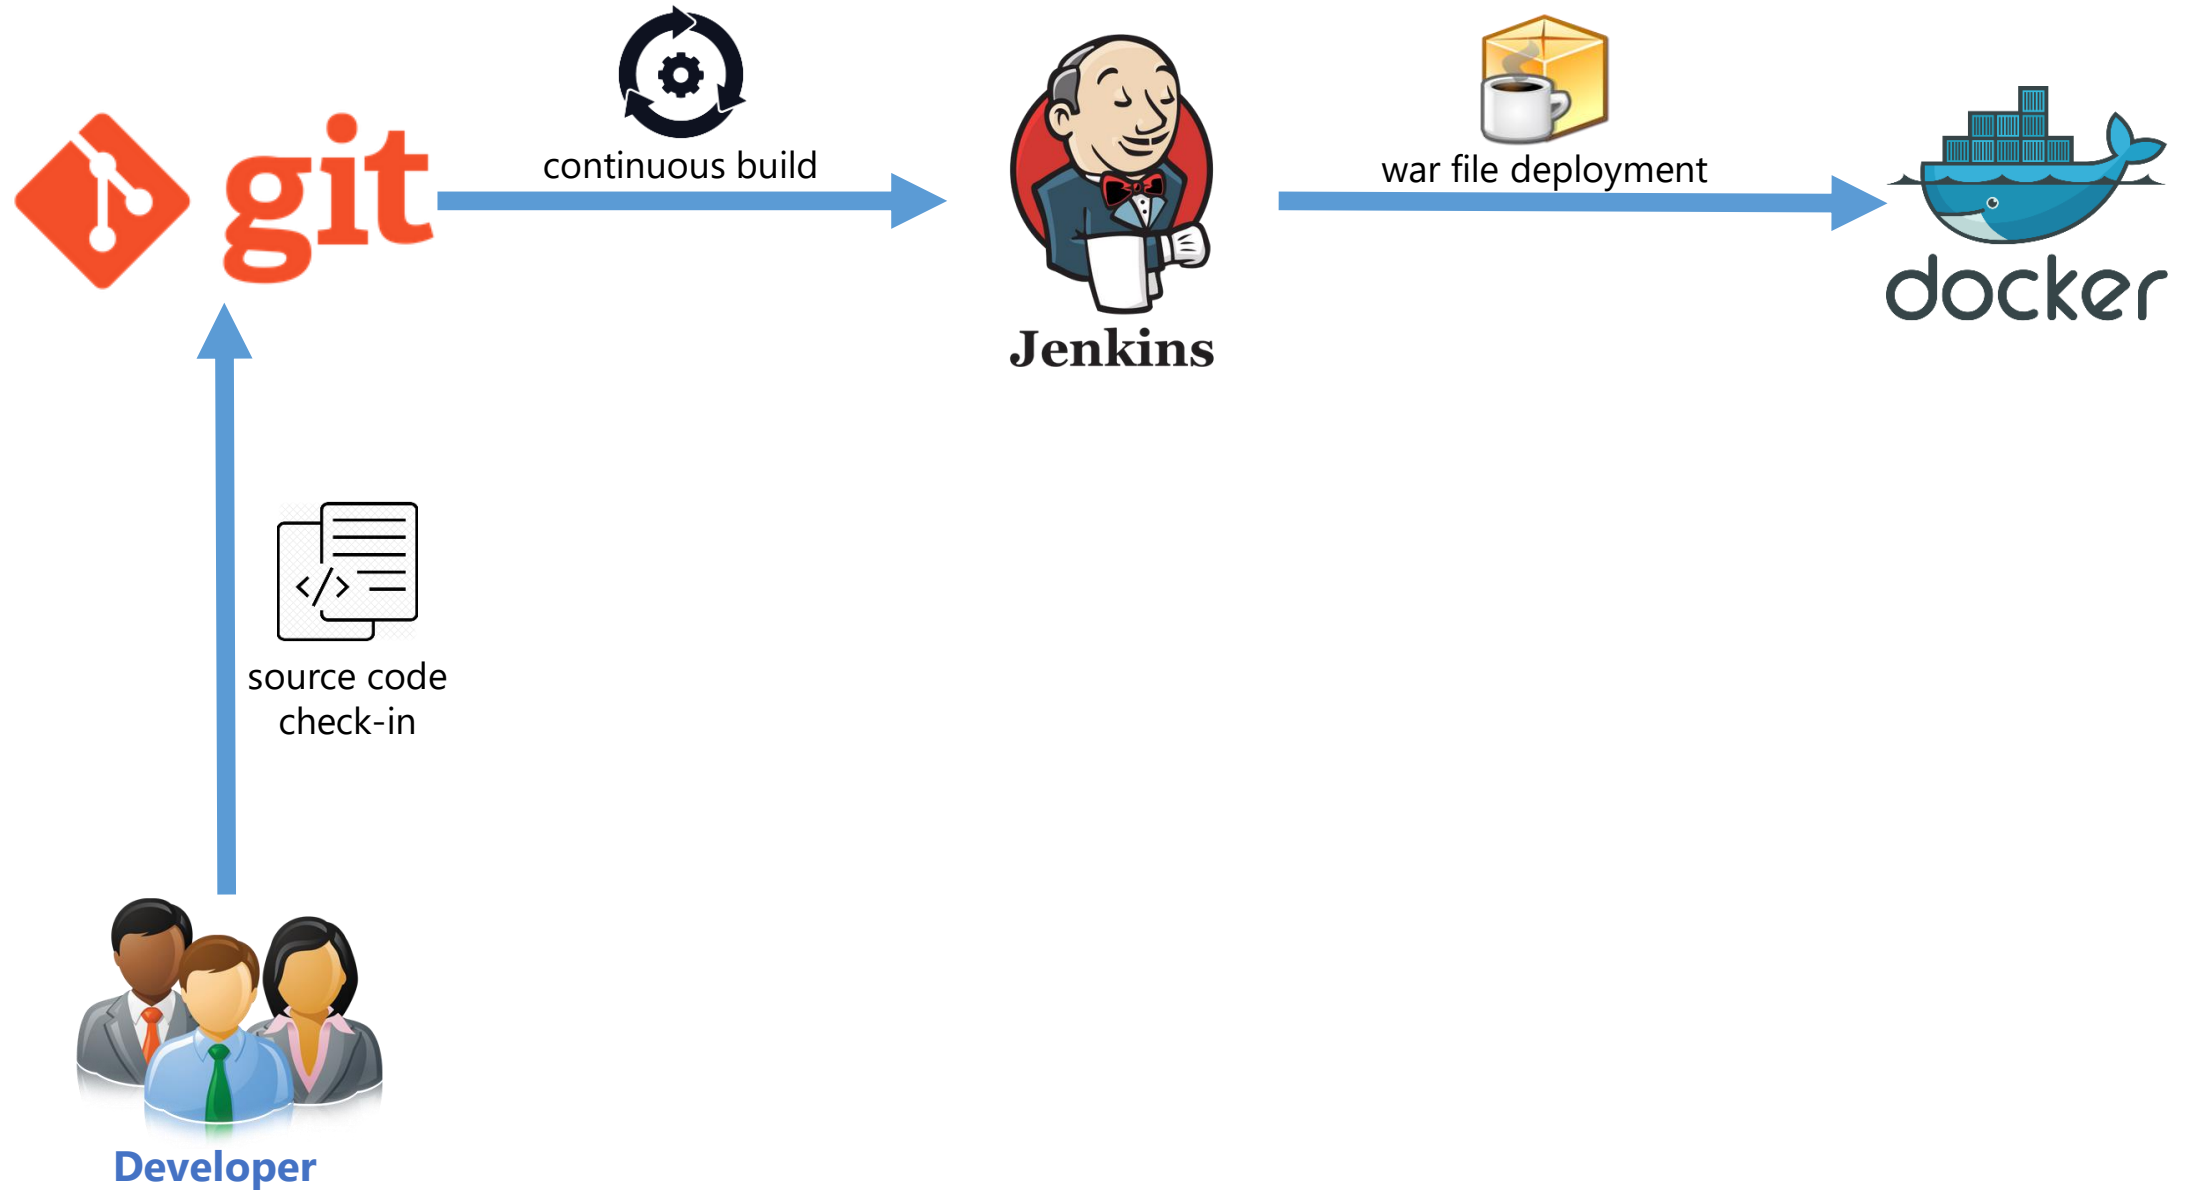 continuous build
war file deployment
git
docker
Jenkins
</>
source code
check-in
Developer